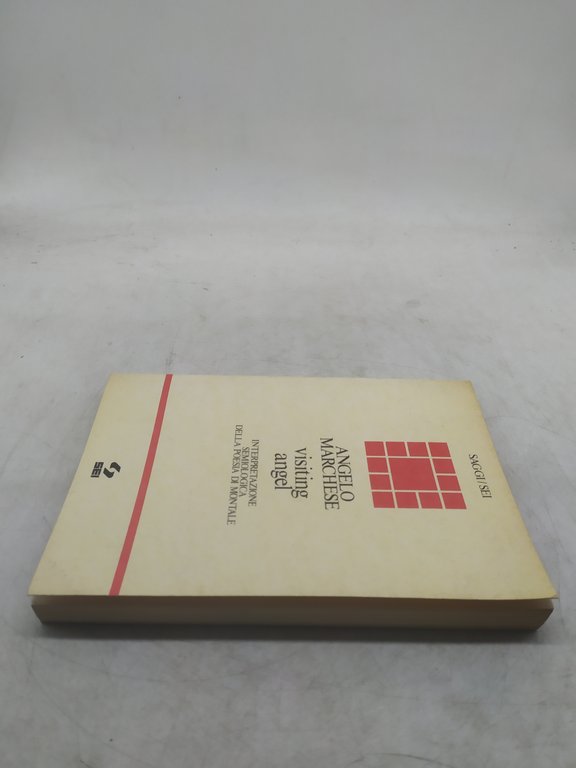 SAGGI/SEI
ANGELO
MARCHESE
visiting
angel
INTERPRETAZIONE
SEMIOLOGICA
DELLA POESIA DI MONTALE
SEI